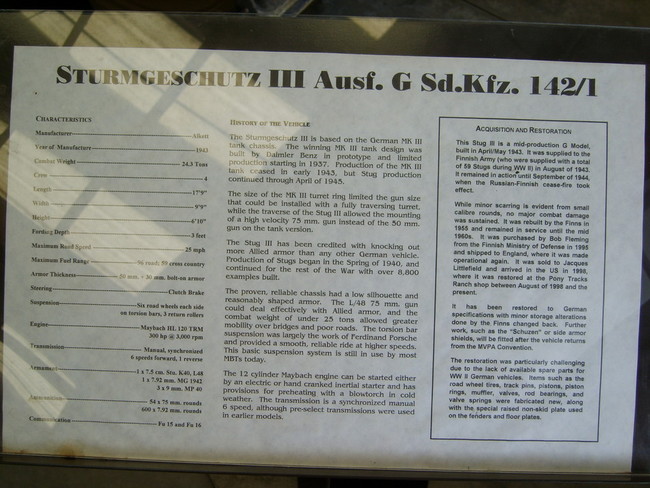 STURMGESCHUTZ III Ausf. G Sd.Kfz. 142/1
CHARACTERISTICS
Manufacturer Alkett
Year of Manufacture 1943
Combat Weight 24.3 Tons
Crew 4
Length 17'9"
Width 9'9"
Height 6'10"
Fording Depth 3 feet
Maximum Road Speed 25 mph
Maximum Fuel Range 96 road; 59 cross country
Armor Thickness 50 mm. + 30 mm. bolt-on armor
Steering Clutch Brake
Suspension Six road wheels each side
on torsion bars, 3 return rollers
Engine Maybach HL 120 TRM
300 hp @ 3,000 rpm
Transmission Manual, synchronized
6 speeds forward, 1 reverse
Armament 1 x 7.5 cm. Stu. K40, L48
1 x 7.92 mm. MG 1942
3 x 9 mm. MP 40
Ammunition 54 x 75 mm. rounds
600 x 7.92 mm. rounds
Communication Fu 15 and Fu 16
HISTORY OF THE VEHICLE
The Sturmgeschutz III is based on the German MK III
tank chassis. The winning MK III tank design was
built by Daimler Benz in prototype and limited
production starting in 1937. Production of the MK III
tank ceased in early 1943, but Stug production
continued through April of 1945.
The size of the MK III turret ring limited the gun size
that could be installed with a fully traversing turret,
while the traverse of the Stug III allowed the mounting
of a high velocity 75 mm. gun instead of the 50 mm.
gun on the tank version.
The Stug III has been credited with knocking out
more Allied armor than any other German vehicle.
Production of Stugs began in the Spring of 1940, and
continued for the rest of the War with over 8,800
examples built.
The proven, reliable chassis had a low silhouette and
reasonably shaped armor. The L/48 75 mm. gun
could deal effectively with Allied armor, and the
combat weight of under 25 tons allowed greater
mobility over bridges and poor roads. The torsion bar
suspension was largely the work of Ferdinand Porsche
and provided a smooth, reliable ride at higher speeds.
This basic suspension system is still in use by most
MBTs today.
The 12 cylinder Maybach engine can be started either
by an electric or hand cranked inertial starter and has
provisions for preheating with a blowtorch in cold
weather. The transmission is a synchronized manual
6 speed, although pre-select transmissions were used
in earlier models.
ACQUISITION AND RESTORATION
This Stug III is a mid-production G Model,
built in April/May 1943. It was supplied to the
Finnish Army (who were supplied with a total
of 59 Stugs during WW II) in August of 1943.
It remained in action until September of 1944,
when the Russian-Finnish cease-fire took
effect.
While minor scarring is evident from small
calibre rounds, no major combat damage
was sustained. It was rebuilt by the Finns in
1955 and remained in service until the mid
1960s. It was purchased by Bob Fleming
from the Finnish Ministry of Defense in 1995
and shipped to England, where it was made
operational again. It was sold to Jacques
Littlefield and arrived in the US in 1998,
where it was restored at the Pony Tracks
Ranch shop between August of 1998 and the
present.
It has been restored to German
specifications with minor storage alterations
done by the Finns changed back. Further
work, such as the "Schuzen" or side armor
shields, will be fitted after the vehicle returns
from the MVPA Convention.
The restoration was particularly challenging
due to the lack of available spare parts for
WW II German vehicles. Items such as the
road wheel tires, track pins, pistons, piston
rings, muffler, valves, rod bearings, and
valve springs were fabricated new, along
with the special raised non-skid plate used
on the fenders and floor plates.